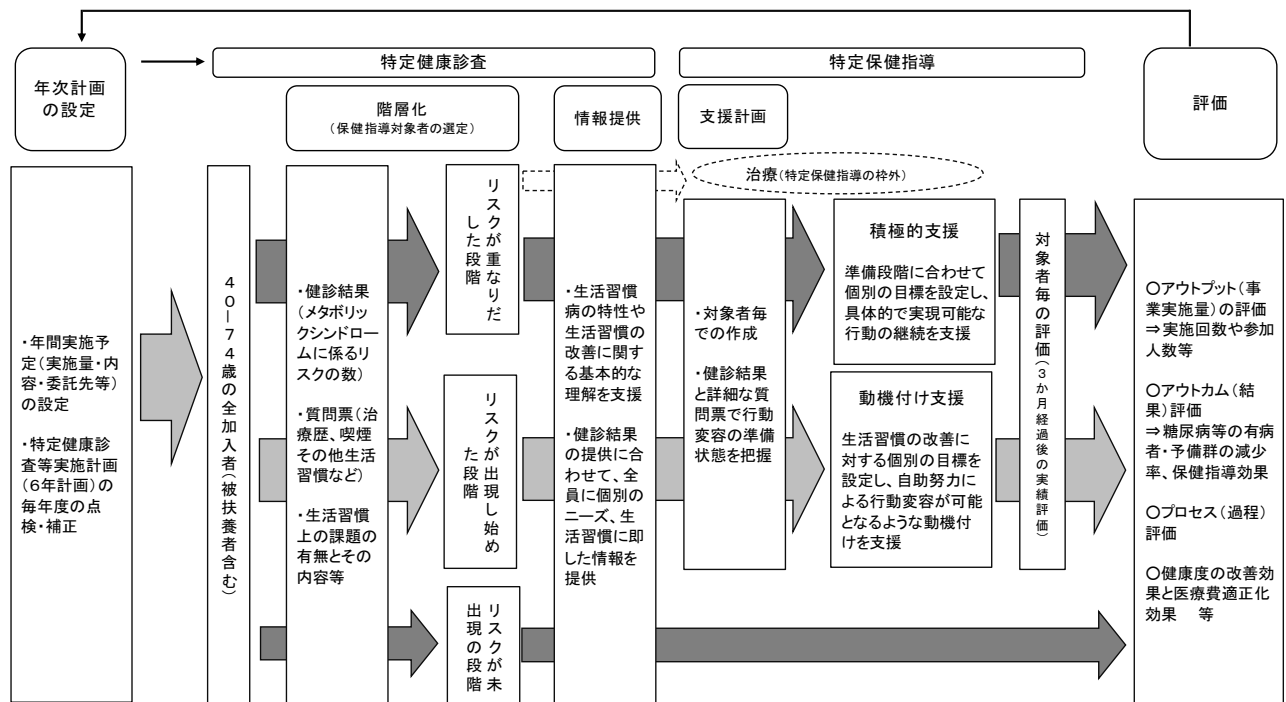 年次計画
の設定
特定健康診査
特定保健指導
評価
階層化
(保健指導対象者の選定)
情報提供
支援計画
・年間実施予
定(実施量・内
容・委託先等)
の設定
・特定健康診
査等実施計画
(6年計画)の
毎年度の点
検・補正
40－74歳の全加入者(被扶養者含む)
・健診結果
(メタボリッ
クシンドロー
ムに係るリ
スクの数)
・質問票(治
療歴、喫煙
その他生活
習慣など)
・生活習慣
上の課題の
有無とその
内容等
リスクが重なりだ
した段階
リスクが出現し始め
た段階
リスクが未
出現の段階
・生活習慣
病の特性や
生活習慣の
改善に関す
る基本的な
理解を支援
・健診結果
の提供に合
わせて、全
員に個別の
ニーズ、生
活習慣に即
した情報を
提供
治療(特定保健指導の枠外)
・対象者毎
での作成
・健診結果
と詳細な質
問票で行動
変容の準備
状態を把握
積極的支援
準備段階に合わせて
個別の目標を設定し、
具体的で実現可能な
行動の継続を支援
動機付け支援
生活習慣の改善に
対する個別の目標を
設定し、自助努力に
よる行動変容が可能
となるような動機付
けを支援
対象者毎の評価(3か月経過後の実績評価)
○アウトプット(事
業実施量)の評価
⇒実施回数や参加
人数等
○アウトカム(結
果)評価
⇒糖尿病等の有病
者・予備群の減少
率、保健指導効果
○プロセス(過程)
評価
○健康度の改善効
果と医療費適正化
効果 等